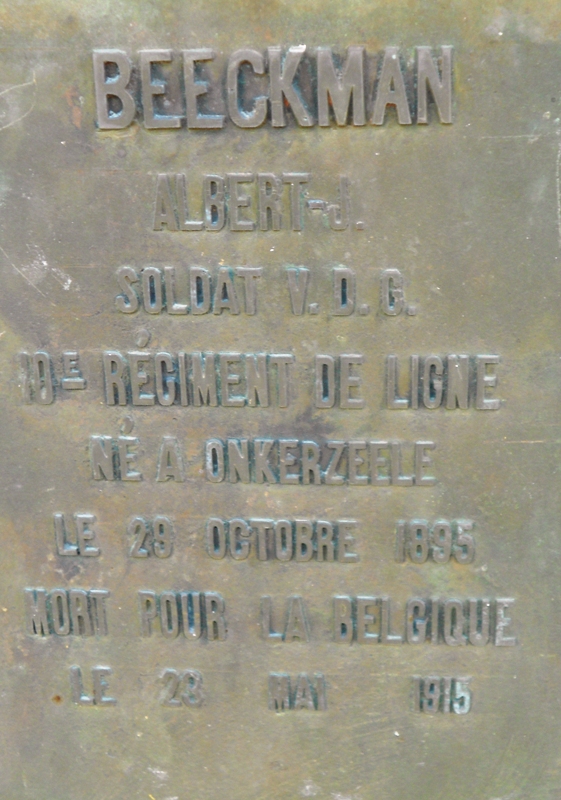 BEECKMAN
ALBERT-J.
SOLDAT V.D.G.
RÉGIMENT DE LIGNE
NÉ A ONKERZEELE
LE 29 OCTOBRE 1895
MORT POUR LA BELGIQUE
LE 23 MAI 1915